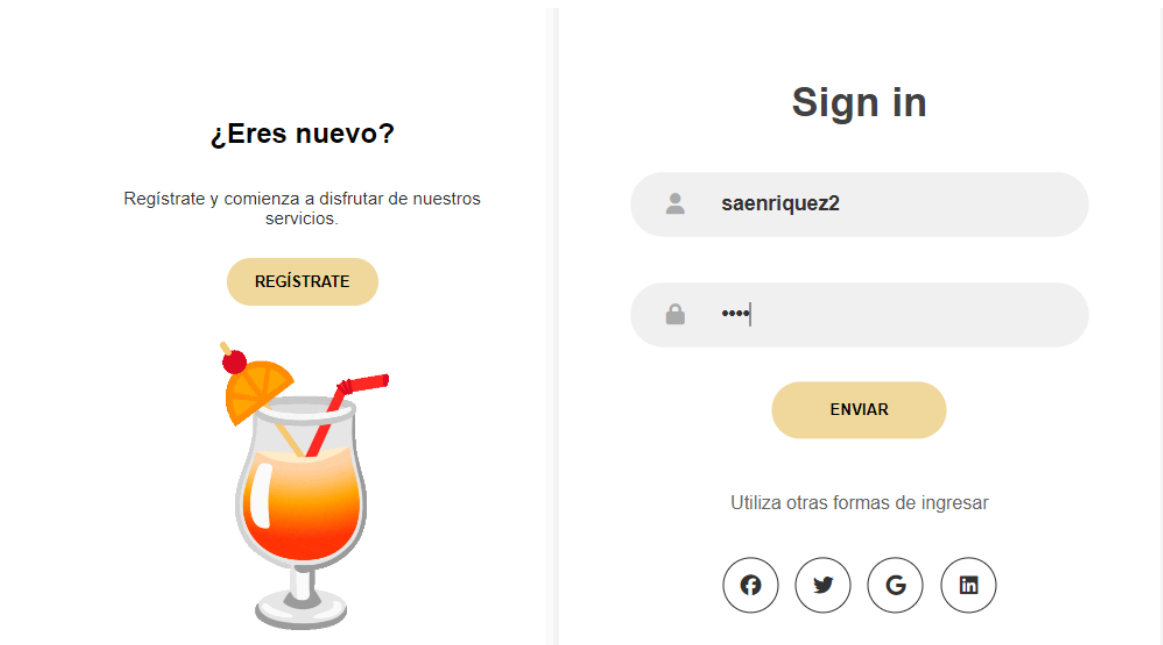 ¿Eres nuevo?
Regístrate y comienza a disfrutar de nuestros
servicios.
REGÍSTRATE
Sign in
saenriquez2
••••
ENVIAR
Utiliza otras formas de ingresar